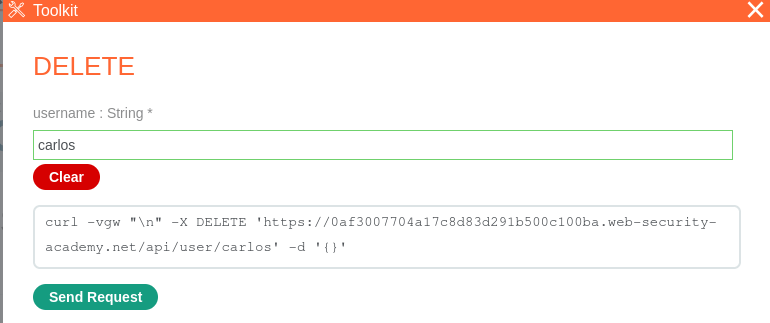 Toolkit
DELETE
username : String *
carlos
Clear
curl -vgw "\n" -X DELETE 'https://0af3007704a17c8d83d291b500c100ba.web-security-
academy.net/api/user/carlos' -d '{}'
Send Request